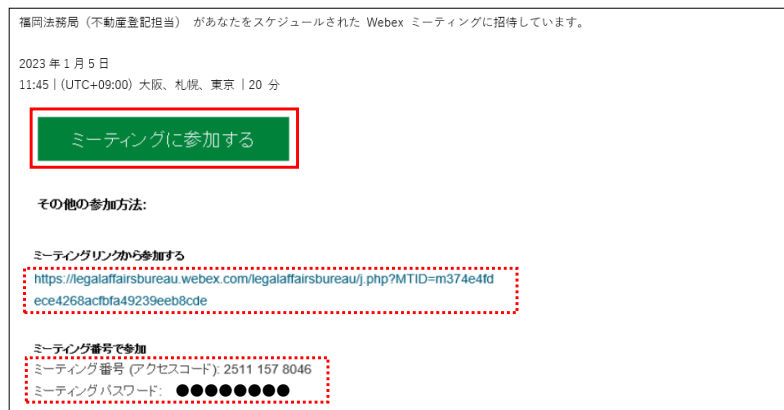 福岡法務局（不動産登記担当） があなたをスケジュールされた Webex ミーティングに招待しています。
2023 年 1 月 5 日
11:45 | (UTC+09:00) 大阪、札幌、東京 | 20 分
ミーティングに参加する
その他の参加方法:
ミーティングリンクから参加する
https://legalaffairsbureau.webex.com/legalaffairsbureau/j.php?MTID=m374e4fd
ece4268acfbfa49239eeb8cde
ミーティング番号で参加
ミーティング番号 (アクセスコード): 2511 157 8046
ミーティングパスワード: ●●●●●●●●